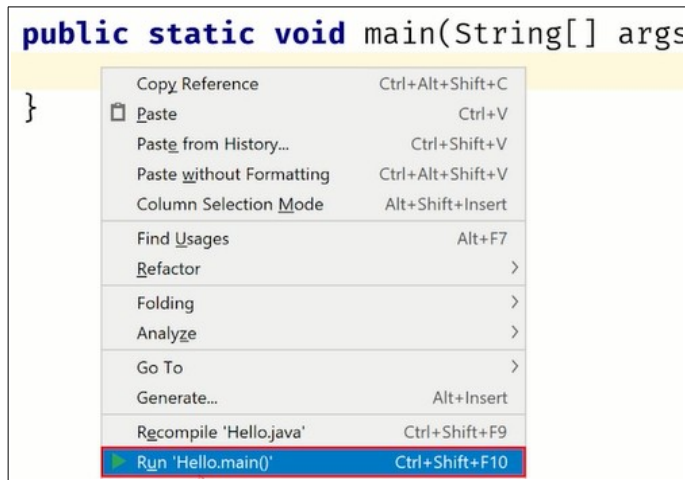 public static void main(String[] args
}
Copy Reference Ctrl+Alt+Shift+C
Paste Ctrl+V
Paste from History... Ctrl+Shift+V
Paste without Formatting Ctrl+Alt+Shift+V
Column Selection Mode Alt+Shift+Insert
Find Usages Alt+F7
Refactor
Folding
Analyze
Go To
Generate... Alt+Insert
Recompile 'Hello.java' Ctrl+Shift+F9
Run 'Hello.main()' Ctrl+Shift+F10